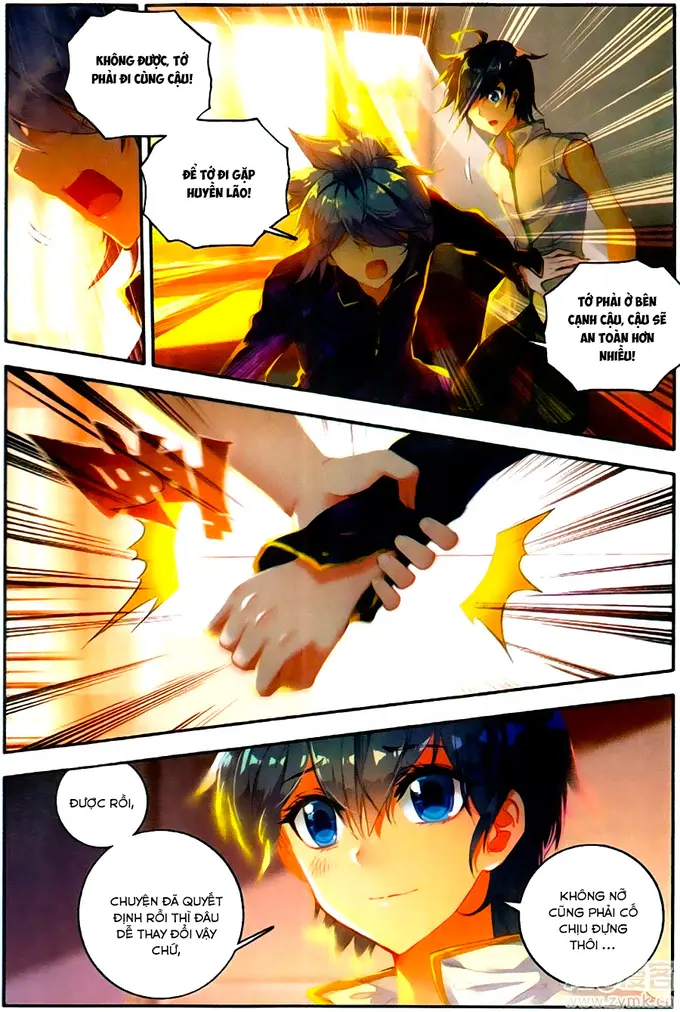 KHÔNG ĐƯỢC, TỚ
PHẢI ĐI CÙNG CẬU!
ĐỂ TỚ ĐI GẶP
HUYỀN LÃO!
TỚ PHẢI Ở BÊN
CẠNH CẬU, CẬU SẼ
AN TOÀN HƠN
NHIỀU!
ĐƯỢC RỒI,
CHUYỆN ĐÃ QUYẾT
ĐỊNH RỒI THÌ ĐÂU
DỄ THAY ĐỔI VẬY
CHỨ,
KHÔNG NỠ
CŨNG PHẢI CỐ
CHỊU ĐỰNG
THÔI ...
www.zymk.cn